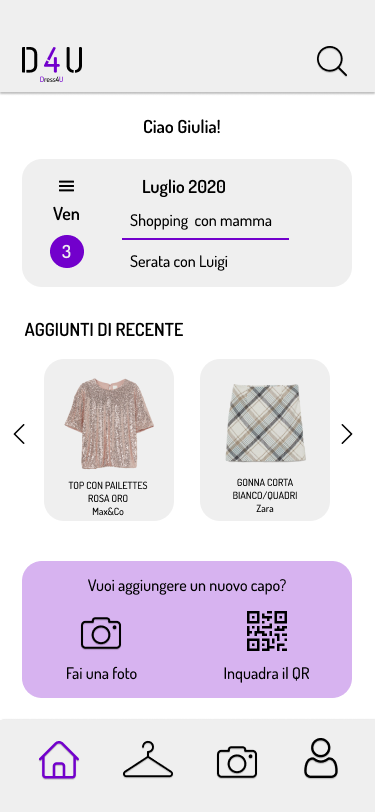 D4U
Dress4U
Ciao Giulia!
Luglio 2020
Ven
3
Shopping con mamma
Serata con Luigi
AGGIUNTI DI RECENTE
TOP CON PAILETTES
ROSA ORO
Max&Co
GONNA CORTA
BIANCO/QUADRI
Zara
Vuoi aggiungere un nuovo capo?
Fai una foto
Inquadra il QR